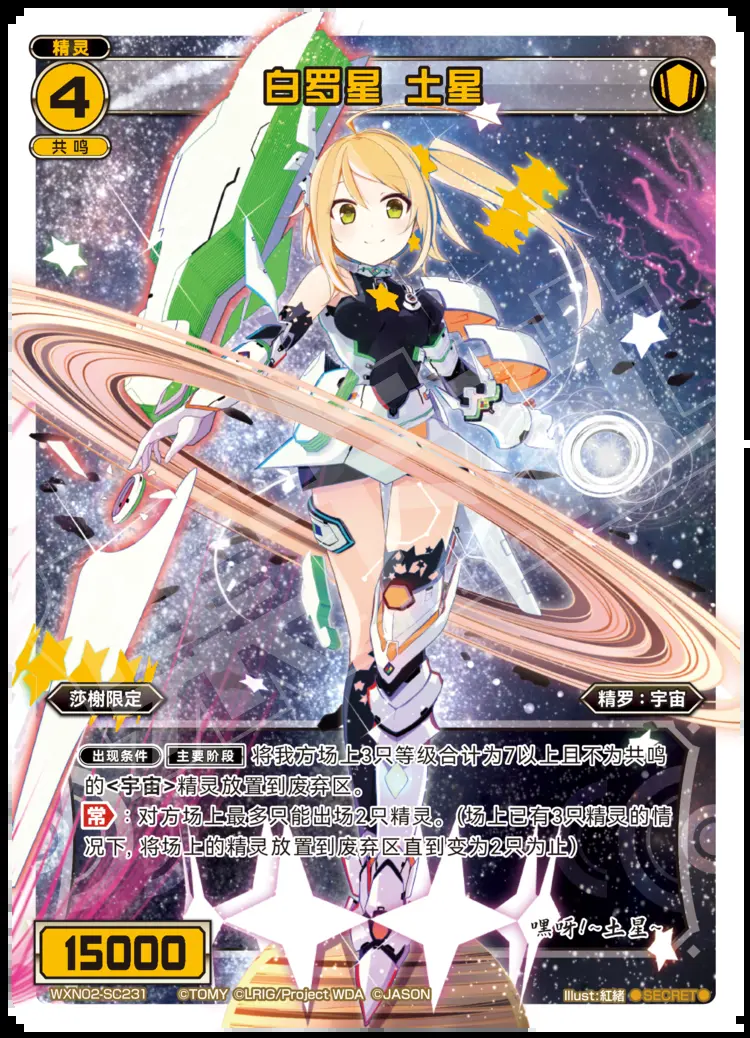 精灵
4
共鸣
白罗星 土星
莎榭限定
精罗：宇宙
出现条件 主要阶段 将我方场上3只等级合计为7以上且不为共鸣
的<宇宙>精灵放置到废弃区。
常：对方场上最多只能出场2只精灵。（场上已有3只精灵的情
况下，将场上的精灵放置到废弃区直到变为2只为止）
嘿呀!~土星~
15000
WXN02-SC231 ©TOMY ©LRIG/Project WDA ©JASON Illust:紅緒 ●SECRET●